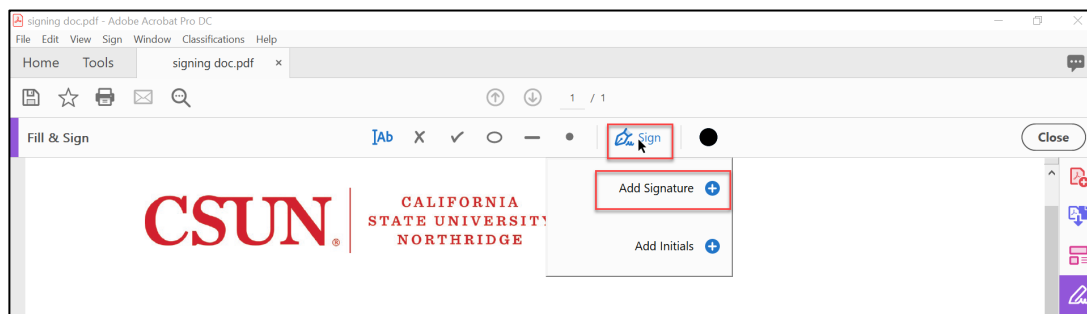 signing doc.pdf - Adobe Acrobat Pro DC
File Edit View Sign Window Classifications Help
Home Tools signing doc.pdf ×
1 / 1
Fill & Sign IAb Sign Close
Add Signature
CSUN® CALIFORNIA
STATE UNIVERSITY
NORTHRIDGE
Add Initials